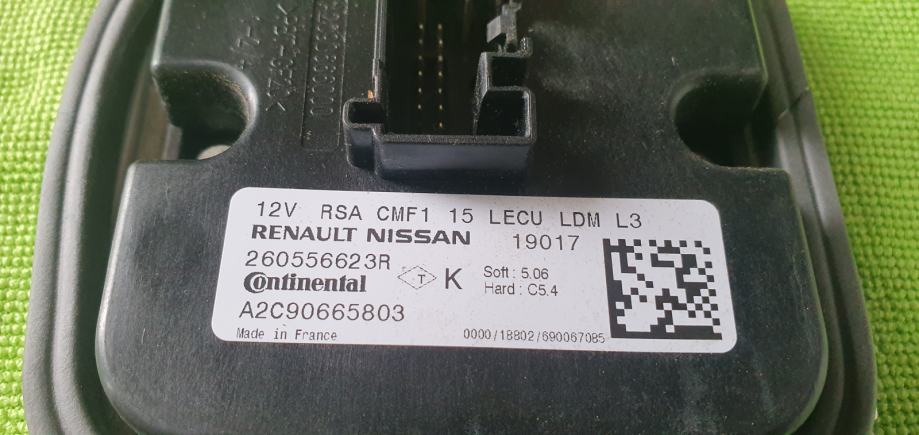 12V RSA CMF1 15 LECU LDM L3
RENAULT NISSAN 19017
260556623R
Continental T K Soft : 5.06
Hard : C5.4
A2C90665803
Made in France 0000/18802/690067085